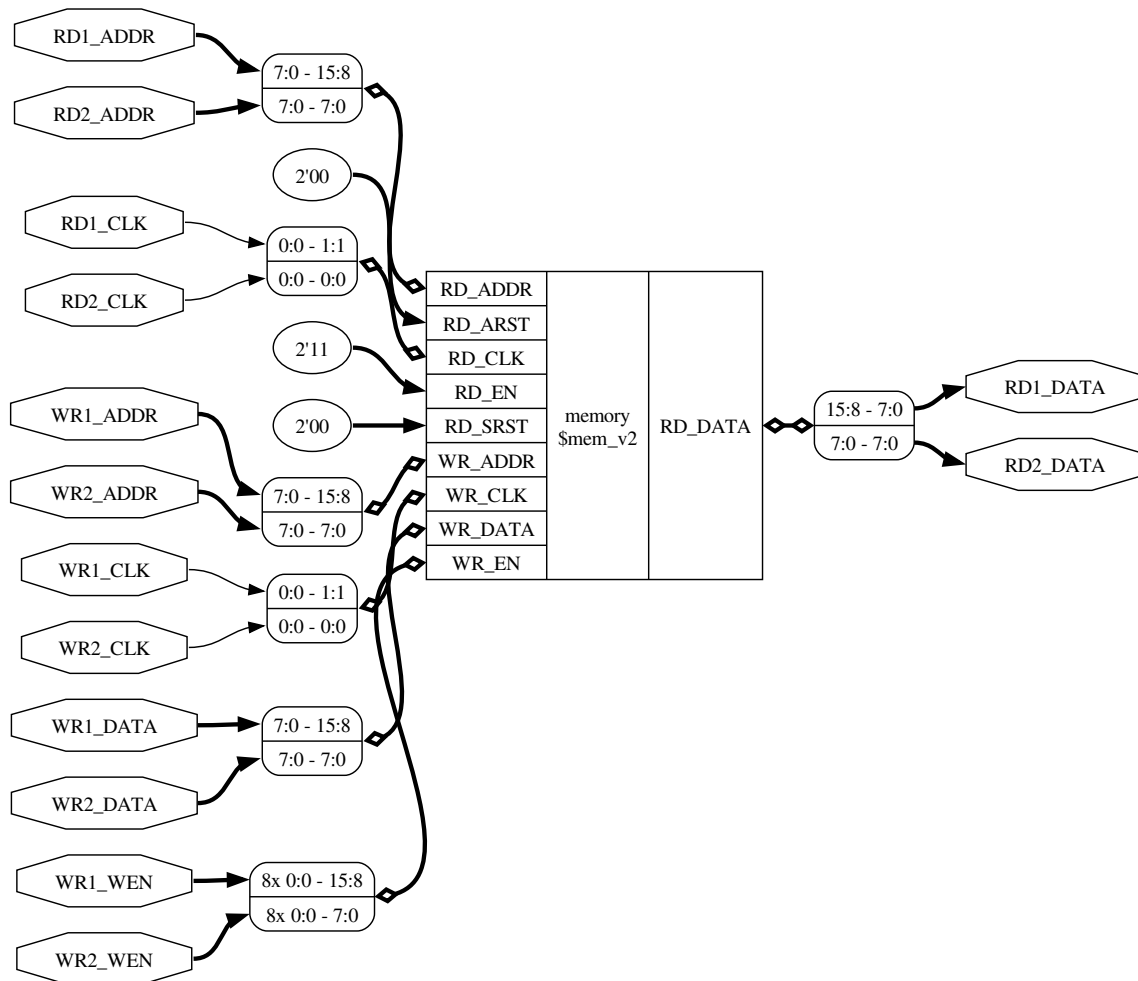 RD1_ADDR
RD2_ADDR
7:0 - 15:8
7:0 - 7:0
2'00
RD1_CLK
RD2_CLK
0:0 - 1:1
0:0 - 0:0
2'11
2'00
WR1_ADDR
WR2_ADDR
7:0 - 15:8
7:0 - 7:0
WR1_CLK
WR2_CLK
0:0 - 1:1
0:0 - 0:0
WR1_DATA
WR2_DATA
7:0 - 15:8
7:0 - 7:0
WR1_WEN
WR2_WEN
8x 0:0 - 15:8
8x 0:0 - 7:0
RD_ADDR
RD_ARST
RD_CLK
RD_EN
RD_SRST
WR_ADDR
WR_CLK
WR_DATA
WR_EN
memory
$mem_v2
RD_DATA
15:8 - 7:0
7:0 - 7:0
RD1_DATA
RD2_DATA